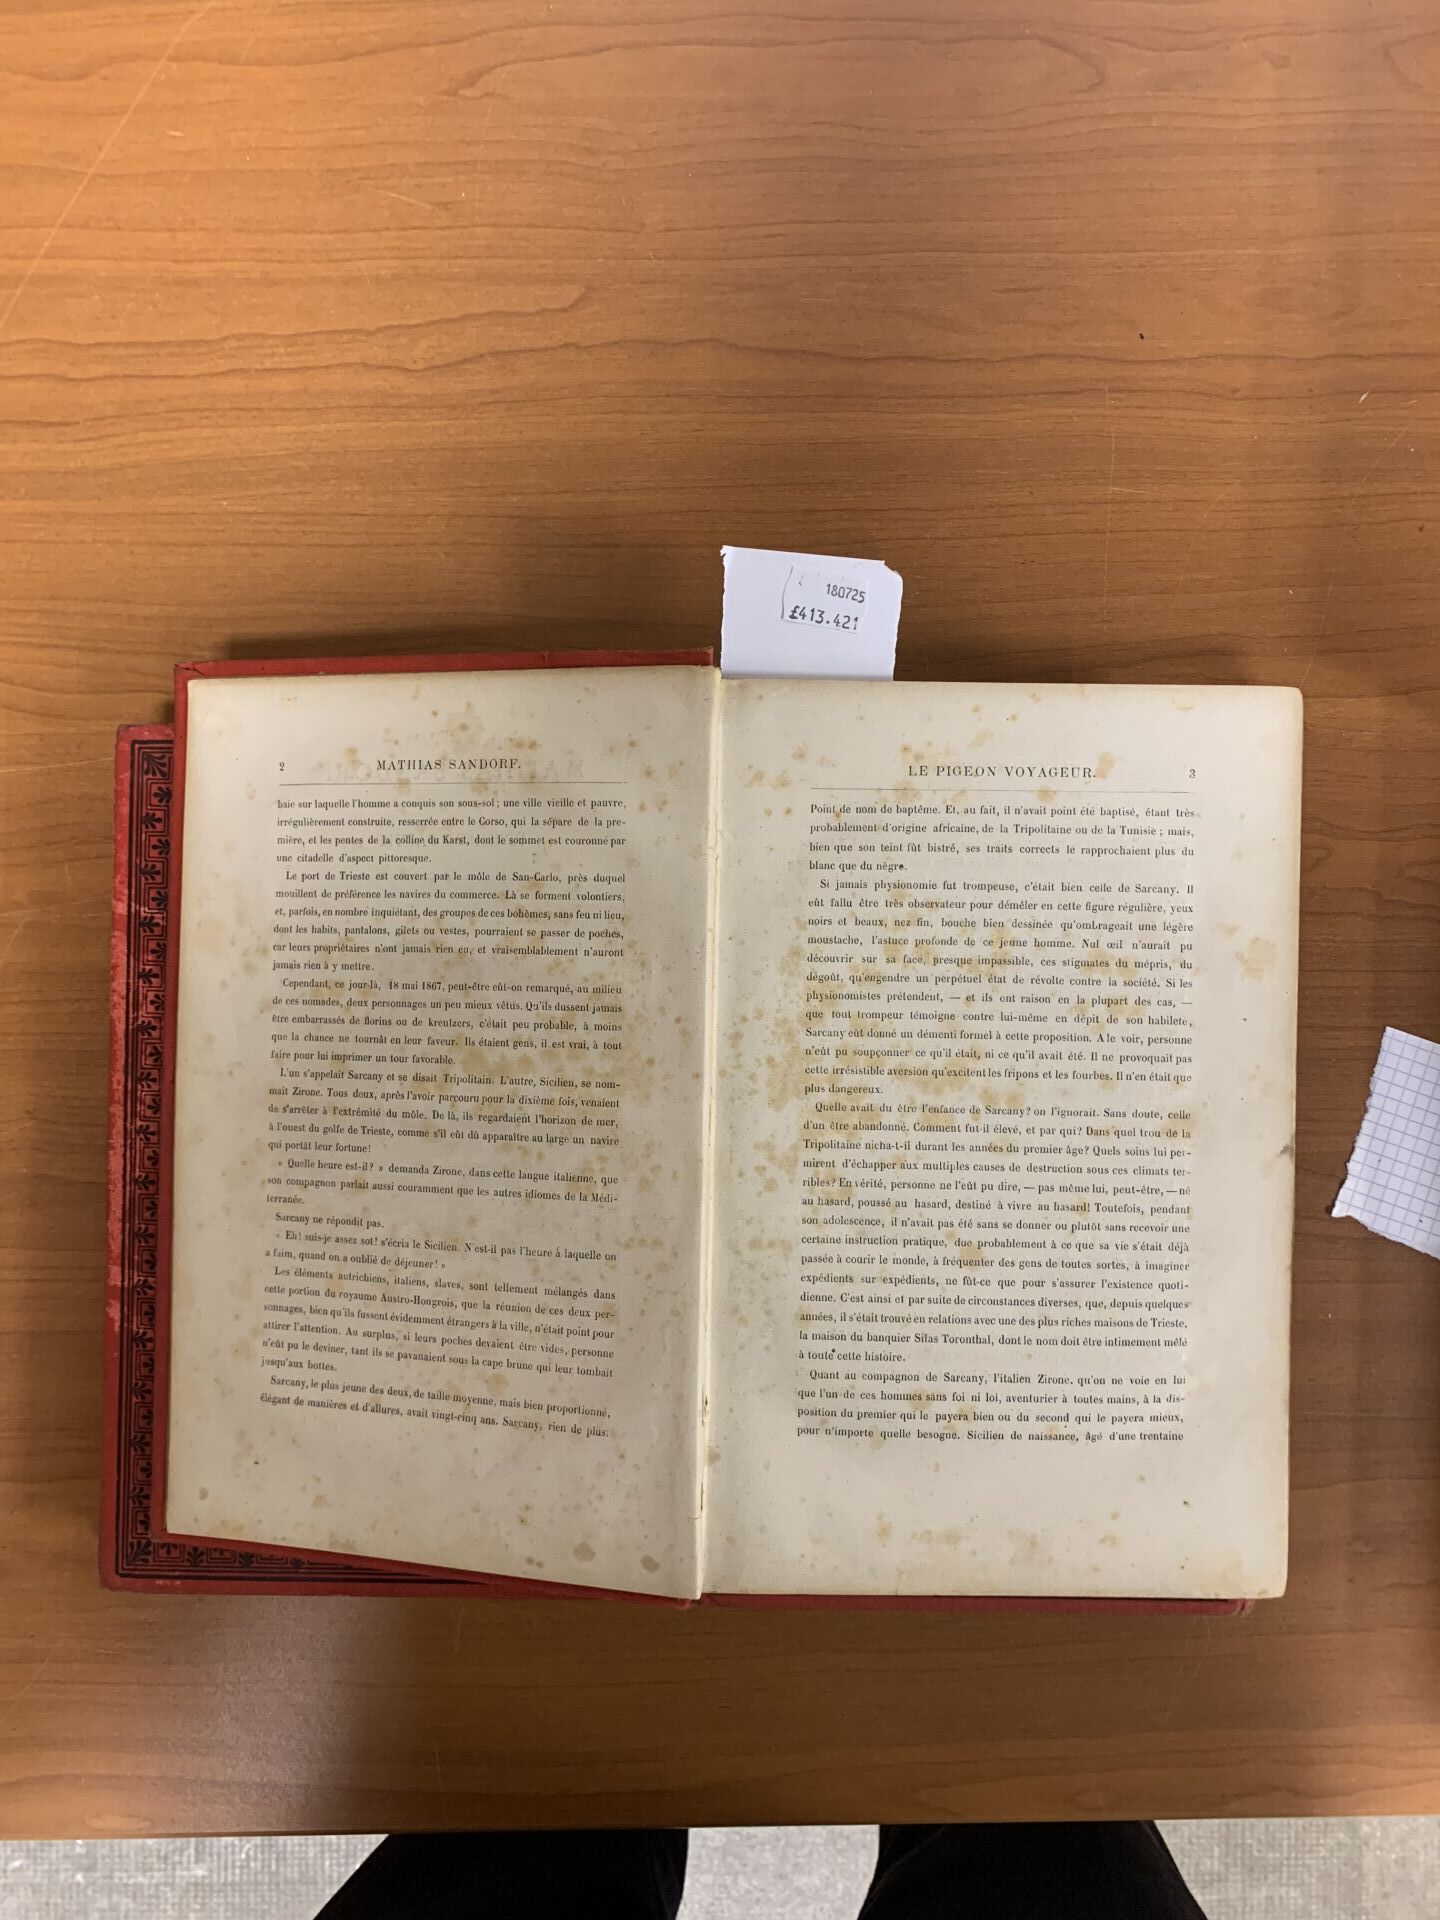 180725
£413.421
2 MATHIAS SANDORF.
baie sur laquelle l'homme a conquis son sous-sol ; une ville vieille et pauvre,
irrégulièrement construite, resserrée entre le Corso, qui la sépare de la pre-
mière, et les pentes de la colline du Karst, dont le sommet est couronné par
une citadelle d'aspect pittoresque.
Le port de Trieste est couvert par le môle de San-Carlo, près duquel
mouillent de préférence les navires du commerce. Là se forment volontiers,
et, parfois, en nombre inquiétant, des groupes de ces bohèmes, sans feu ni lieu,
dont les habits, pantalons, gilets ou vestes, pourraient se passer de poches,
car leurs propriétaires n'ont jamais rien eu, et vraisemblablement n'auront
jamais rien à y mettre.
Cependant, ce jour-là, 18 mai 1867, peut-être eût-on remarqué, au milieu
de ces nomades, deux personnages un peu mieux vêtus. Qu'ils dussent jamais
être embarrassés de florins ou de kreutzers, c'était peu probable, à moins
que la chance ne tournât en leur faveur. Ils étaient gens, il est vrai, à tout
faire pour lui imprimer un tour favorable.
L'un s'appelait Sarcany et se disait Tripolitain. L'autre, Sicilien, se nom-
mait Zirone. Tous deux, après l'avoir parcouru pour la dixième fois, venaient
de s'arrêter à l'extrémité du môle. De là, ils regardaient l'horizon de mer,
à l'ouest du golfe de Trieste, comme s'il eût dû apparaître au large un navire
qui portât leur fortune!
« Quelle heure est-il? » demanda Zirone, dans cette langue italienne, que
son compagnon parlait aussi couramment que les autres idiomes de la Médi-
terranée.
Sarcany ne répondit pas.
« Eh! suis-je assez sot! s'écria le Sicilien. N'est-il pas l'heure à laquelle on
a faim, quand on a oublié de déjeuner! »
Les éléments autrichiens, italiens, slaves, sont tellement mélangés dans
cette portion du royaume Austro-Hongrois, que la réunion de ces deux per-
sonnages, bien qu'ils fussent évidemment étrangers à la ville, n'était point pour
attirer l'attention. Au surplus, si leurs poches devaient être vides, personne
n'eût pu le deviner, tant ils se pavanaient sous la cape brune qui leur tombait
jusqu'aux bottes.
Sarcany, le plus jeune des deux, de taille moyenne, mais bien proportionné,
élégant de manières et d'allures, avait vingt-cinq ans. Sarcany, rien de plus.
LE PIGEON VOYAGEUR. 3
Point de nom de baptême. Et, au fait, il n'avait point été baptisé, étant très
probablement d'origine africaine, de la Tripolitaine ou de la Tunisie ; mais,
bien que son teint fût bistré, ses traits corrects le rapprochaient plus du
blanc que du nègre.
Si jamais physionomie fut trompeuse, c'était bien celle de Sarcany. Il
eût fallu être très observateur pour démêler en cette figure régulière, yeux
noirs et beaux, nez fin, bouche bien dessinée qu'ombrageait une légère
moustache, l'astuce profonde de ce jeune homme. Nul œil n'aurait pu
découvrir sur sa face, presque impassible, ces stigmates du mépris, du
dégoût, qu'engendre un perpétuel état de révolte contre la société. Si les
physionomistes prétendent, — et ils ont raison en la plupart des cas, —
que tout trompeur témoigne contre lui-même en dépit de son habileté,
Sarcany eût donné un démenti formel à cette proposition. A le voir, personne
n'eût pu soupçonner ce qu'il était, ni ce qu'il avait été. Il ne provoquait pas
cette irrésistible aversion qu'excitent les fripons et les fourbes. Il n'en était que
plus dangereux.
Quelle avait du être l'enfance de Sarcany? on l'ignorait. Sans doute, celle
d'un être abandonné. Comment fut-il élevé, et par qui? Dans quel trou de la
Tripolitaine nicha-t-il durant les années du premier âge? Quels soins lui per-
mirent d'échapper aux multiples causes de destruction sous ces climats ter-
ribles? En vérité, personne ne l'eût pu dire, — pas même lui, peut-être, — né
au hasard, poussé au hasard, destiné à vivre au hasard! Toutefois, pendant
son adolescence, il n'avait pas été sans se donner ou plutôt sans recevoir une
certaine instruction pratique, due probablement à ce que sa vie s'était déjà
passée à courir le monde, à fréquenter des gens de toutes sortes, à imaginer
expédients sur expédients, ne fût-ce que pour s'assurer l'existence quoti-
dienne. C'est ainsi et par suite de circonstances diverses, que, depuis quelques
années, il s'était trouvé en relations avec une des plus riches maisons de Trieste,
la maison du banquier Silas Toronthal, dont le nom doit être intimement mêlé
à toute cette histoire.
Quant au compagnon de Sarcany, l'italien Zirone, qu'on ne voie en lui
que l'un de ces hommes sans foi ni loi, aventurier à toutes mains, à la dis-
position du premier qui le payera bien ou du second qui le payera mieux,
pour n'importe quelle besogne. Sicilien de naissance, âgé d'une trentaine